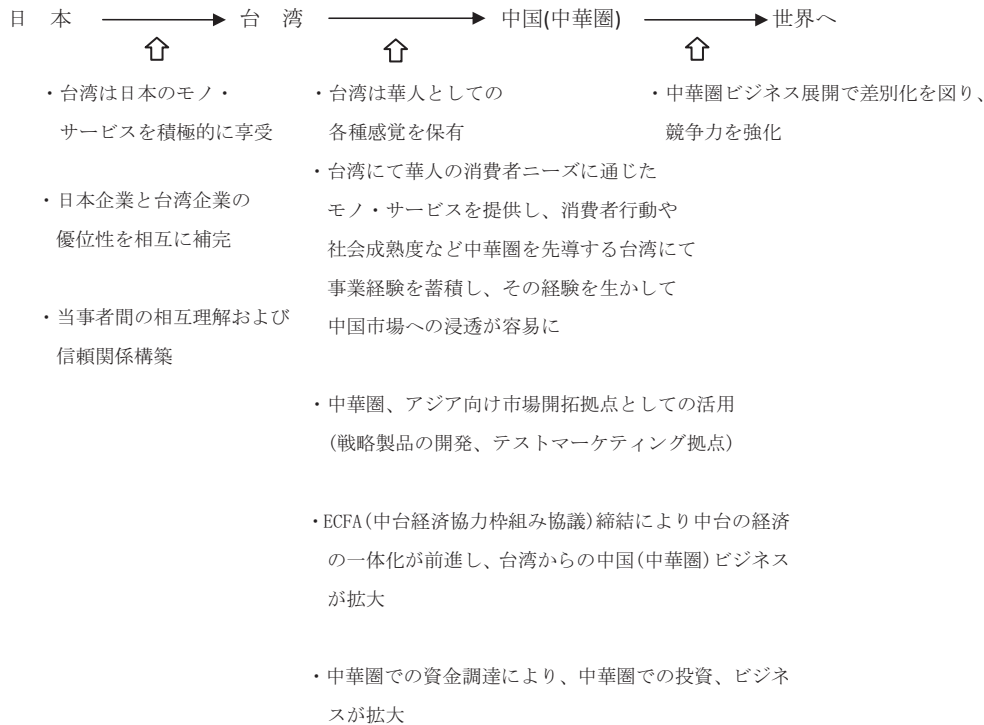 日　本 → 台　湾 → 中国(中華圏) → 世界へ
・台湾は日本のモノ・
サービスを積極的に享受
・日本企業と台湾企業の
優位性を相互に補完
・当事者間の相互理解および
信頼関係構築
・台湾は華人としての
各種感覚を保有
・台湾にて華人の消費者ニーズに通じた
モノ・サービスを提供し、消費者行動や
社会成熟度など中華圏を先導する台湾にて
事業経験を蓄積し、その経験を生かして
中国市場への浸透が容易に
・中華圏、アジア向け市場開拓拠点としての活用
(戦略製品の開発、テストマーケティング拠点)
・ECFA(中台経済協力枠組み協議)締結により中台の経済
の一体化が前進し、台湾からの中国(中華圏)ビジネス
が拡大
・中華圏での資金調達により、中華圏での投資、ビジネ
スが拡大
・中華圏ビジネス展開で差別化を図り、
競争力を強化